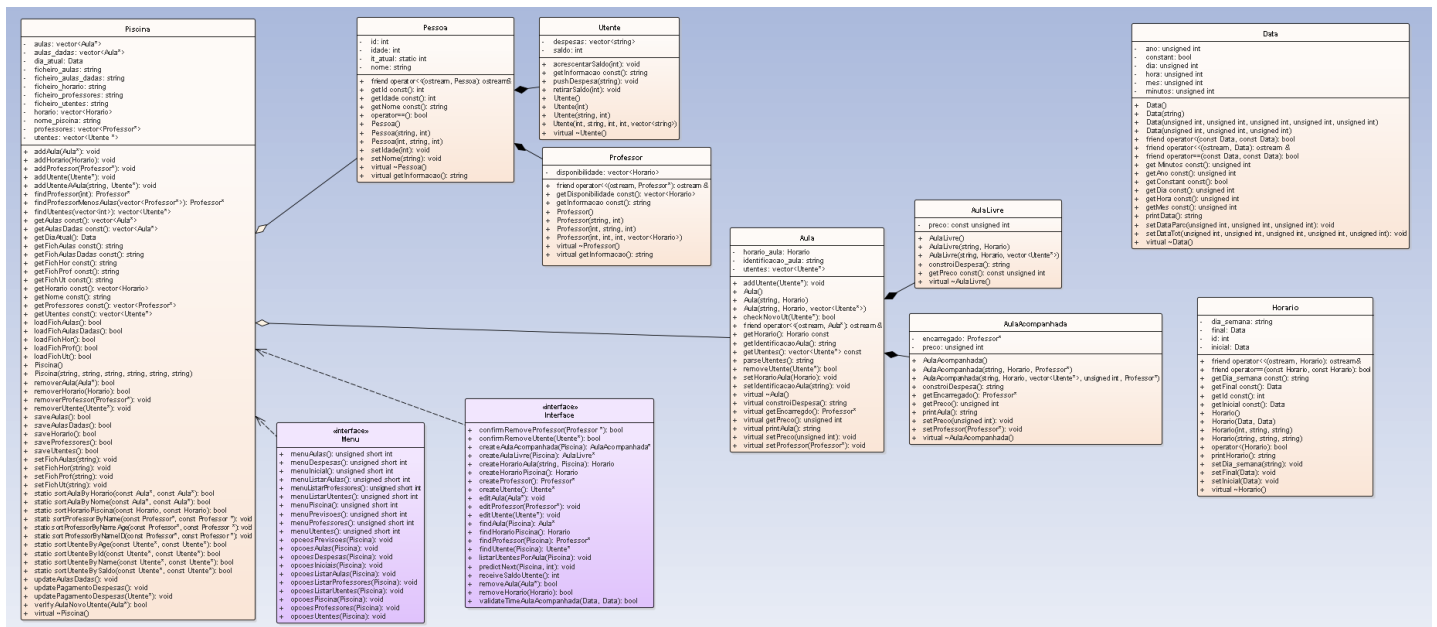 Piscina
- aulas: vector<Aula*>
- aulas_dadas: vector<Aula*>
- dia_atual: Data
- ficheiro_aulas: string
- ficheiro_aulas_dadas: string
- ficheiro_horario: string
- ficheiro_professores: string
- ficheiro_utentes: string
- horario: vector<Horario>
- nome_piscina: string
- professores: vector<Professor*>
- utentes: vector<Utente *>
+ addAula(Aula*): void
+ addHorario(Horario): void
+ addProfessor(Professor*): void
+ addUtente(Utente*): void
+ addUtenteAAula(string, Utente*): void
+ findProfessor(int): Professor*
+ findProfessorMenosAulas(vector<Professor*>): Professor*
+ findUtentes(vector<int>): vector<Utente*>
+ getAulas const(): vector<Aula*>
+ getAulasDadas const(): vector<Aula*>
+ getDiaAtual(): Data
+ getFichAulas const(): string
+ getFichAulasDadas const(): string
+ getFichHor const(): string
+ getFichProf const(): string
+ getFichUt const(): string
+ getHorario const(): vector<Horario>
+ getNome const(): string
+ getProfessores const(): vector<Professor*>
+ getUtentes const(): vector<Utente*>
+ loadFichAulas(): bool
+ loadFichAulasDadas(): bool
+ loadFichHor(): bool
+ loadFichProf(): bool
+ loadFichUt(): bool
+ Piscina()
+ Piscina(string, string, string, string, string, string)
+ removerAula(Aula*): bool
+ removerHorario(Horario): bool
+ removerProfessor(Professor*): bool
+ removerUtente(Utente*): bool
+ saveAulas(): bool
+ saveAulasDadas(): bool
+ saveHorario(): bool
+ saveProfessores(): bool
+ saveUtentes(): bool
+ setFichAulas(string): void
+ setFichHor(string): void
+ setFichProf(string): void
+ setFichUt(string): void
+ static sortAulaByHorario(const Aula*, const Aula*): bool
+ static sortAulaByNome(const Aula*, const Aula*): bool
+ static sortHorarioPiscina(const Horario, const Horario): bool
+ static sortProfessorByName(const Professor*, const Professor *): void
+ static sortProfessorByNameAge(const Professor*, const Professor *): void
+ static sortProfessorByNameID(const Professor*, const Professor *): void
+ static sortUtenteByAge(const Utente*, const Utente*): bool
+ static sortUtenteById(const Utente*, const Utente*): bool
+ static sortUtenteByName(const Utente*, const Utente*): bool
+ static sortUtenteBySaldo(const Utente*, const Utente*): bool
+ updateAulasDadas(): void
+ updatePagamentoDespesas(): void
+ updatePagamentoDespesas(Utente*): void
+ verifyAulaNovoUtente(Aula*): bool
+ virtual ~Piscina()
Pessoa
- id: int
- idade: int
- it_atual: static int
- nome: string
+ friend operator<<(ostream, Pessoa): ostream&
+ getId const(): int
+ getIdade const(): int
+ getNome const(): string
+ operator==(): bool
+ Pessoa()
+ Pessoa(string, int)
+ Pessoa(int, string, int)
+ setIdade(int): void
+ setNome(string): void
+ virtual ~Pessoa()
+ virtual getInformacao(): string
Utente
- despesas: vector<string>
- saldo: int
+ acrescentarSaldo(int): void
+ getInformacao const(): string
+ pushDespesa(string): void
+ retirarSaldo(int): void
+ Utente()
+ Utente(int)
+ Utente(string, int)
+ Utente(int, string, int, int, vector<string>)
+ virtual ~Utente()
Professor
- disponibilidade: vector<Horario>
+ friend operator<<(ostream, Professor*): ostream &
+ getDisponibilidade const(): vector<Horario>
+ getInformacao const(): string
+ Professor()
+ Professor(string, int)
+ Professor(int, string, int)
+ Professor(int, int, int, vector<Horario>)
+ virtual ~Professor()
+ virtual getInformacao(): string
«interface»
Menu
+ menuAulas(): unsigned short int
+ menuDespesas(): unsigned short int
+ menuInicial(): unsigned short int
+ menuListarAulas(): unsigned short int
+ menuListarProfessores(): unsigned short int
+ menuListarUtentes(): unsigned short int
+ menuPiscina(): unsigned short int
+ menuPrevisoes(): unsigned short int
+ menuProfessores(): unsigned short int
+ menuUtentes(): unsigned short int
+ opcoesPrevisoes(Piscina): void
+ opcoesAulas(Piscina): void
+ opcoesDespesas(Piscina): void
+ opcoesIniciais(Piscina): void
+ opcoesListarAulas(Piscina): void
+ opcoesListarProfessores(Piscina): void
+ opcoesListarUtentes(Piscina): void
+ opcoesPiscina(Piscina): void
+ opcoesProfessores(Piscina): void
+ opcoesUtentes(Piscina): void
«interface»
Interface
+ confirmRemoveProfessor(Professor *): bool
+ confirmRemoveUtente(Utente*): bool
+ createAulaAcompanhada(Piscina): AulaAcompanhada*
+ createAulaLivre(Piscina): AulaLivre*
+ createHorarioAula(string, Piscina): Horario
+ createHorarioPiscina(): Horario
+ createProfessor(): Professor*
+ createUtente(): Utente*
+ editAula(Aula*): void
+ editProfessor(Professor*): void
+ editUtente(Utente*): void
+ findAula(Piscina): Aula*
+ findHorarioPiscina(): Horario
+ findProfessor(Piscina): Professor*
+ findUtente(Piscina): Utente*
+ listarUtentesPorAula(Piscina): void
+ predictNext(Piscina, int): void
+ receiveSaldoUtente(): int
+ removeAula(Aula*): bool
+ removeHorario(Horario): bool
+ validateTimeAulaAcompanhada(Data, Data): bool
Aula
- horario_aula: Horario
- identificacao_aula: string
- utentes: vector<Utente*>
+ addUtente(Utente*): void
+ Aula()
+ Aula(string, Horario)
+ Aula(string, Horario, vector<Utente*>)
+ checkNovoUt(Utente*): bool
+ friend operator<<(ostream, Aula*): ostream &
+ getHorario(): Horario const
+ getIdentificacaoAula(): string
+ getUtentes(): vector<Utente*> const
+ parseUtentes(): string
+ removeUtente(Utente*): bool
+ setHorarioAula(Horario): void
+ setIdentificacaoAula(string): void
+ virtual ~Aula()
+ virtual constroiDespesa(): string
+ virtual getEncarregdo(): Professor*
+ virtual getPreco(): unsigned int
+ virtual printAula(): string
+ virtual setPreco(unsigned int): void
+ virtual setProfessor(Professor*): void
AulaLivre
- preco: const unsigned int
+ AulaLivre()
+ AulaLivre(string, Horario)
+ AulaLivre(string, Horario, vector<Utente*>)
+ constroiDespesa(): string
+ getPreco const(): const unsigned int
+ virtual ~AulaLivre()
AulaAcompanhada
- encarregado: Professor*
- preco: unsigned int
+ AulaAcompanhada()
+ AulaAcompanhada(string, Horario, Professor*)
+ AulaAcompanhada(string, Horario, vector<Utente*>, unsigned int, Professor*)
+ constroiDespesa(): string
+ getEncarregado(): Professor*
+ getPreco(): unsigned int
+ printAula(): string
+ setPreco(unsigned int): void
+ setProfessor(Professor*): void
+ virtual ~AulaAcompanhada()
Data
- ano: unsigned int
- constant: bool
- dia: unsigned int
- hora: unsigned int
- mes: unsigned int
- minutos: unsigned int
+ Data()
+ Data(string)
+ Data(unsigned int, unsigned int, unsigned int, unsigned int, unsigned int)
+ Data(unsigned int, unsigned int, unsigned int)
+ friend operator<(const Data, const Data): bool
+ friend operator<<(ostream, Data): ostream &
+ friend operator==(const Data, const Data): bool
+ get Minutos const(): unsigned int
+ getAno const(): unsigned int
+ getConstant const(): bool
+ getDia const(): unsigned int
+ getHora const(): unsigned int
+ getMes const(): unsigned int
+ printData(): string
+ setDataParc(unsigned int, unsigned int, unsigned int): void
+ setDataTot(unsigned int, unsigned int, unsigned int, unsigned int, unsigned int): void
+ virtual ~Data()
Horario
- dia_semana: string
- final: Data
- id: int
- inicial: Data
+ friend operator<<(ostream, Horario): ostream&
+ friend operator==(const Horario, const Horario): bool
+ getDia_semana const(): string
+ getFinal const(): Data
+ getId const(): int
+ getInicial const(): Data
+ Horario()
+ Horario(Data, Data)
+ Horario(int, string, string)
+ Horario(string, string, string)
+ operator<(Horario): bool
+ printHorario(): string
+ setDia_semana(string): void
+ setFinal(Data): void
+ setInicial(Data): void
+ virtual ~Horario()